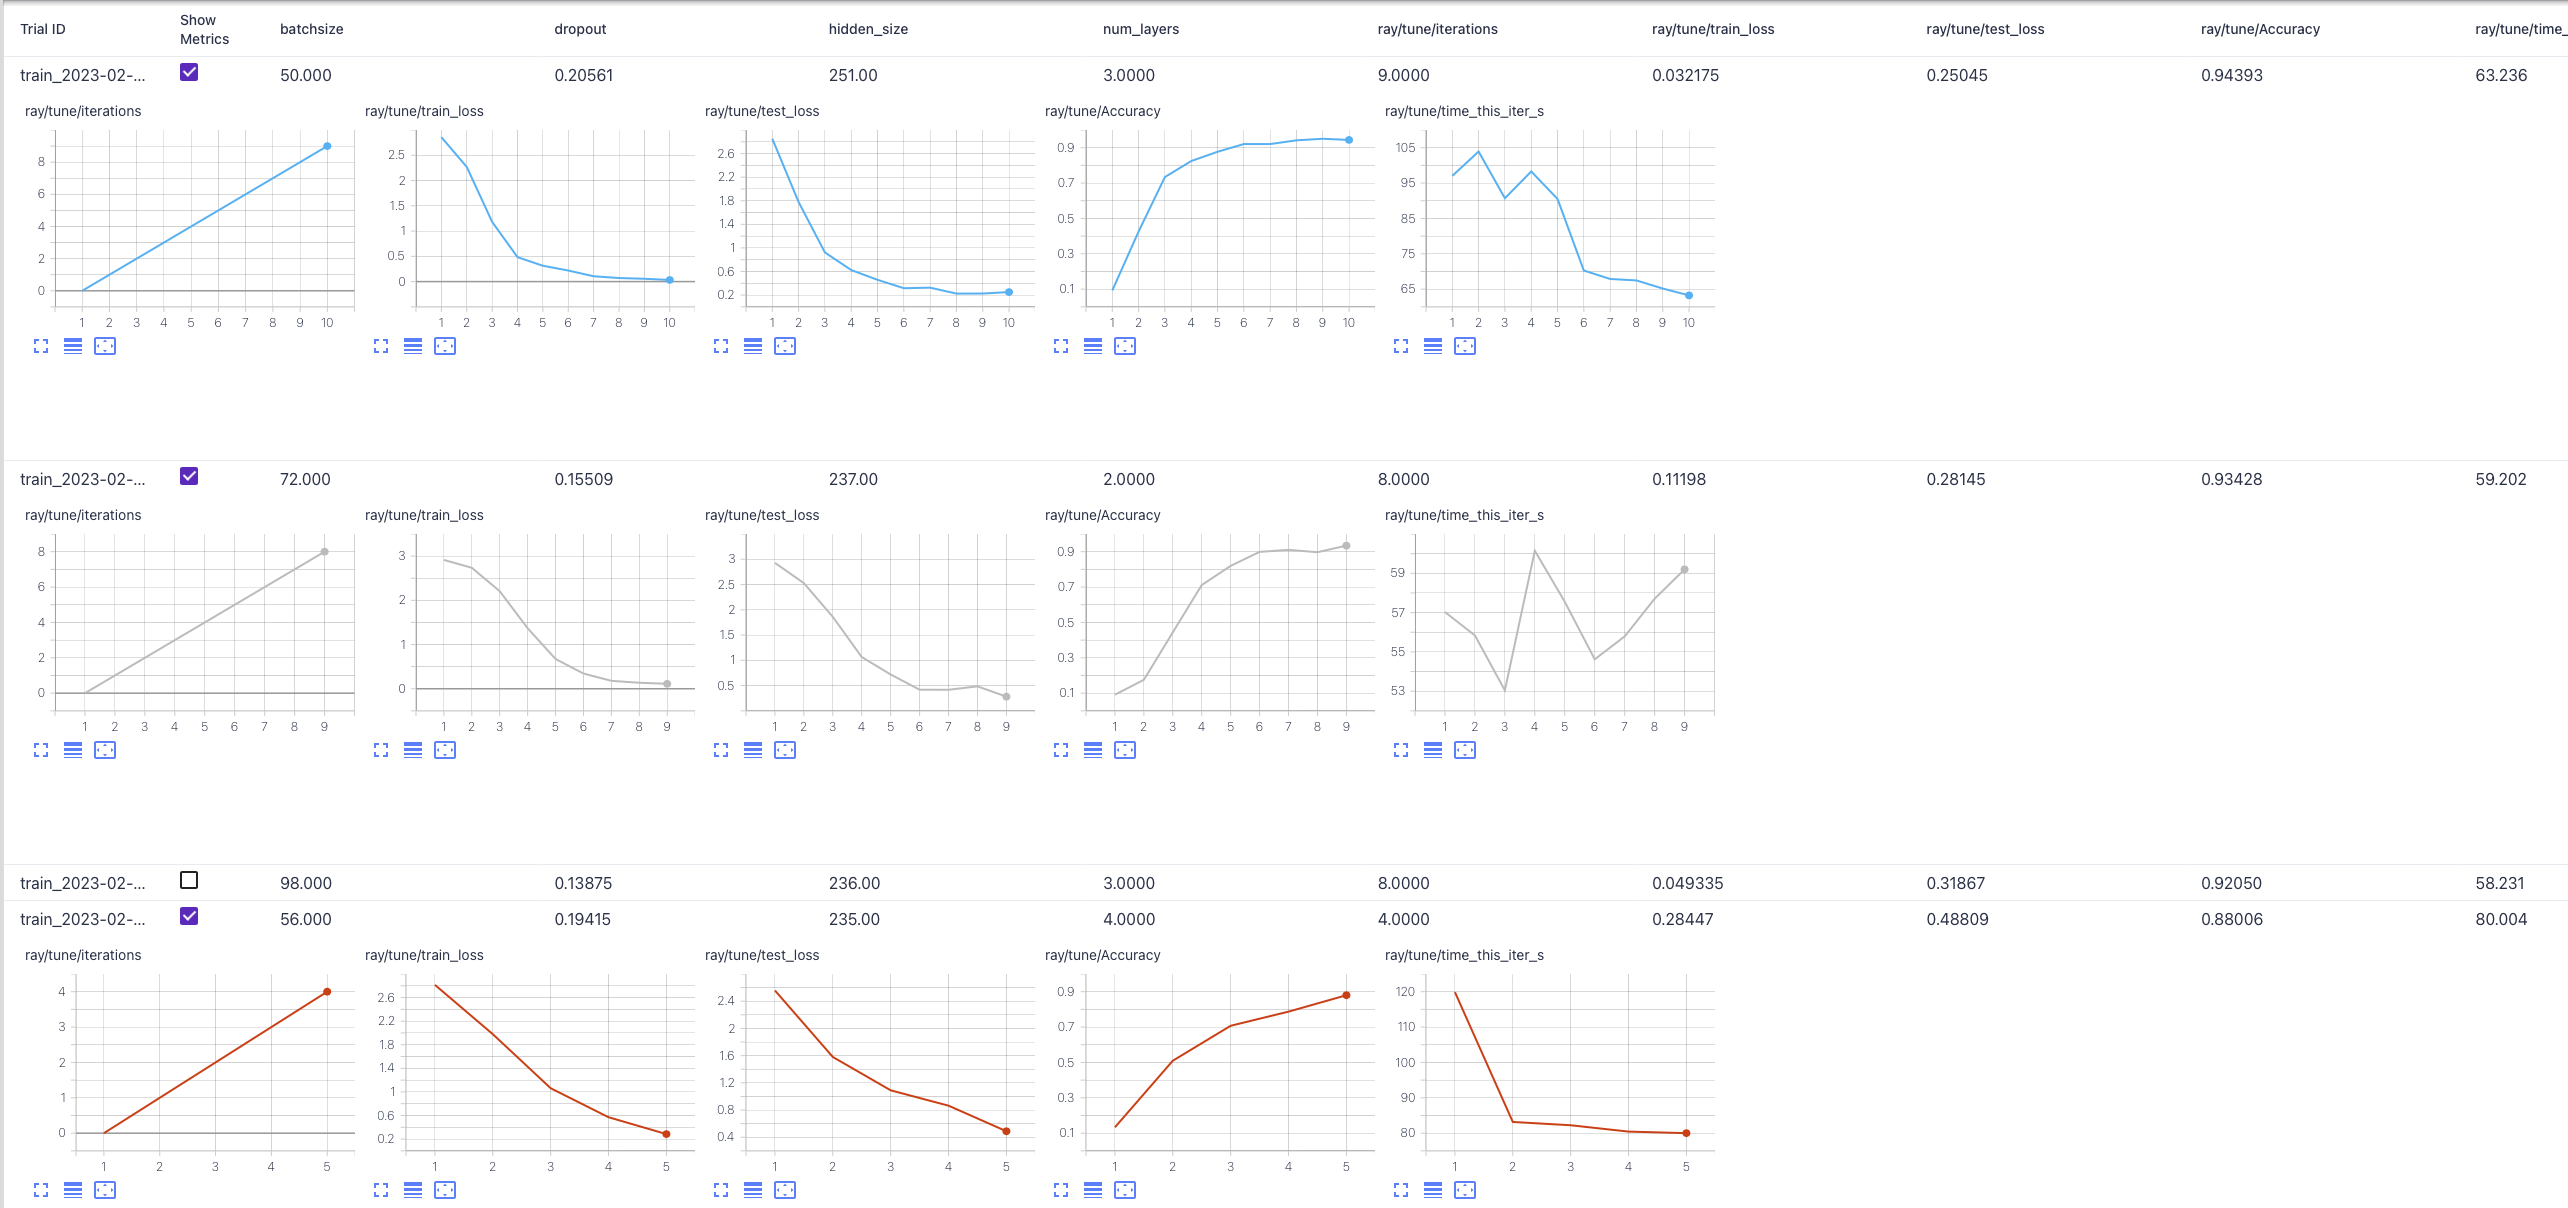 Trial ID Show Metrics batchsize dropout hidden_size num_layers ray/tune/iterations ray/tune/train_loss ray/tune/test_loss ray/tune/Accuracy ray/tune/time_
train_2023-02-... 50.000 0.20561 251.00 3.0000 9.0000 0.032175 0.25045 0.94393 63.236
ray/tune/iterations ray/tune/train_loss ray/tune/test_loss ray/tune/Accuracy ray/tune/time_this_iter_s
8 6 4 2 0
1 2 3 4 5 6 7 8 9 10
2.5 2 1.5 1 0.5 0
1 2 3 4 5 6 7 8 9 10
2.6 2.2 1.8 1.4 1 0.6 0.2
1 2 3 4 5 6 7 8 9 10
0.9 0.7 0.5 0.3 0.1
1 2 3 4 5 6 7 8 9 10
105 95 85 75 65
1 2 3 4 5 6 7 8 9 10
train_2023-02-... 72.000 0.15509 237.00 2.0000 8.0000 0.11198 0.28145 0.93428 59.202
ray/tune/iterations ray/tune/train_loss ray/tune/test_loss ray/tune/Accuracy ray/tune/time_this_iter_s
8 6 4 2 0
1 2 3 4 5 6 7 8 9
3 2 1 0
1 2 3 4 5 6 7 8 9
3 2.5 2 1.5 1 0.5
1 2 3 4 5 6 7 8 9
0.9 0.7 0.5 0.3 0.1
1 2 3 4 5 6 7 8 9
59 57 55 53
1 2 3 4 5 6 7 8 9
train_2023-02-... 98.000 0.13875 236.00 3.0000 8.0000 0.049335 0.31867 0.92050 58.231
train_2023-02-... 56.000 0.19415 235.00 4.0000 4.0000 0.28447 0.48809 0.88006 80.004
ray/tune/iterations ray/tune/train_loss ray/tune/test_loss ray/tune/Accuracy ray/tune/time_this_iter_s
4 3 2 1 0
1 2 3 4 5
2.6 2.2 1.8 1.4 1 0.6 0.2
1 2 3 4 5
2.4 2 1.6 1.2 0.8 0.4
1 2 3 4 5
0.9 0.7 0.5 0.3 0.1
1 2 3 4 5
120 110 100 90 80
1 2 3 4 5